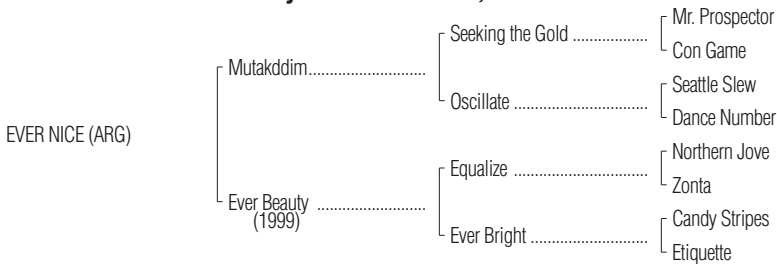 Mr. Prospector
Seeking the Gold ..................
Con Game
Mutakddim............................
Seattle Slew
Oscillate ................................
Dance Number
EVER NICE (ARG)
Northern Jove
Equalize ................................
Zonta
Ever Beauty ..........................
(1999)
Candy Stripes
Ever Bright ............................
Etiquette